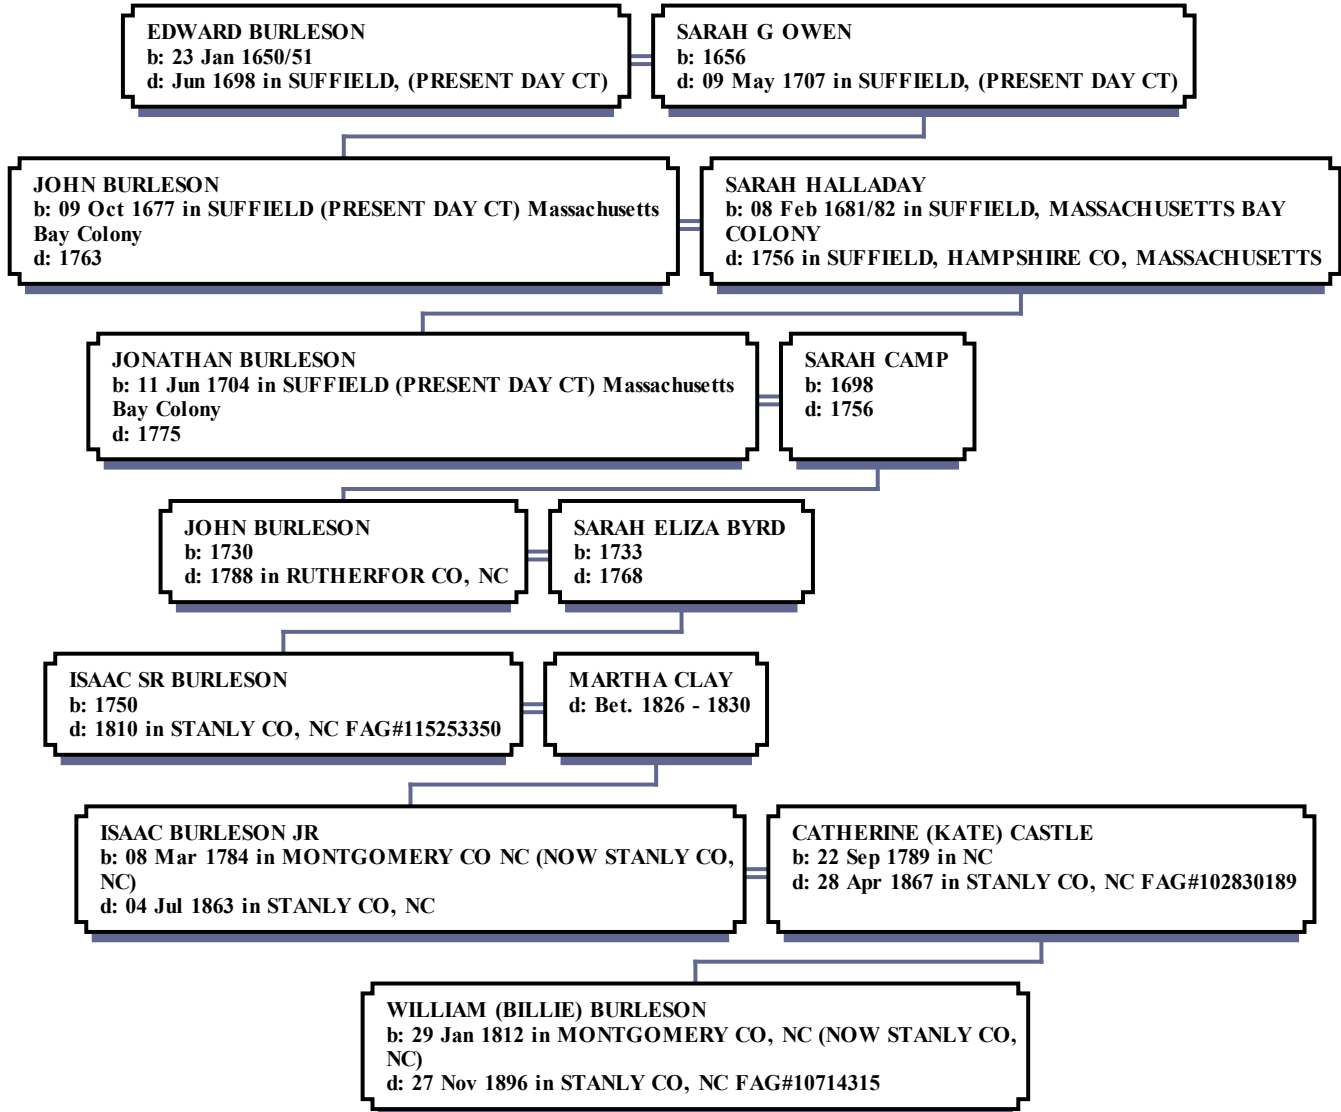 EDWARD BURLESON
b: 23 Jan 1650/51
d: Jun 1698 in SUFFIELD, (PRESENT DAY CT)
SARAH G OWEN
b: 1656
d: 09 May 1707 in SUFFIELD, (PRESENT DAY CT)
JOHN BURLESON
b: 09 Oct 1677 in SUFFIELD (PRESENT DAY CT) Massachusetts
Bay Colony
d: 1763
SARAH HALLADAY
b: 08 Feb 1681/82 in SUFFIELD, MASSACHUSETTS BAY
COLONY
d: 1756 in SUFFIELD, HAMPSHIRE CO, MASSACHUSETTS
JONATHAN BURLESON
b: 11 Jun 1704 in SUFFIELD (PRESENT DAY CT) Massachusetts
Bay Colony
d: 1775
SARAH CAMP
b: 1698
d: 1756
JOHN BURLESON
b: 1730
d: 1788 in RUTHERFOR CO, NC
SARAH ELIZA BYRD
b: 1733
d: 1768
ISAAC SR BURLESON
b: 1750
d: 1810 in STANLY CO, NC FAG#115253350
MARTHA CLAY
d: Bet. 1826 - 1830
ISAAC BURLESON JR
b: 08 Mar 1784 in MONTGOMERY CO NC (NOW STANLY CO,
NC)
d: 04 Jul 1863 in STANLY CO, NC
CATHERINE (KATE) CASTLE
b: 22 Sep 1789 in NC
d: 28 Apr 1867 in STANLY CO, NC FAG#102830189
WILLIAM (BILLIE) BURLESON
b: 29 Jan 1812 in MONTGOMERY CO, NC (NOW STANLY CO,
NC)
d: 27 Nov 1896 in STANLY CO, NC FAG#10714315